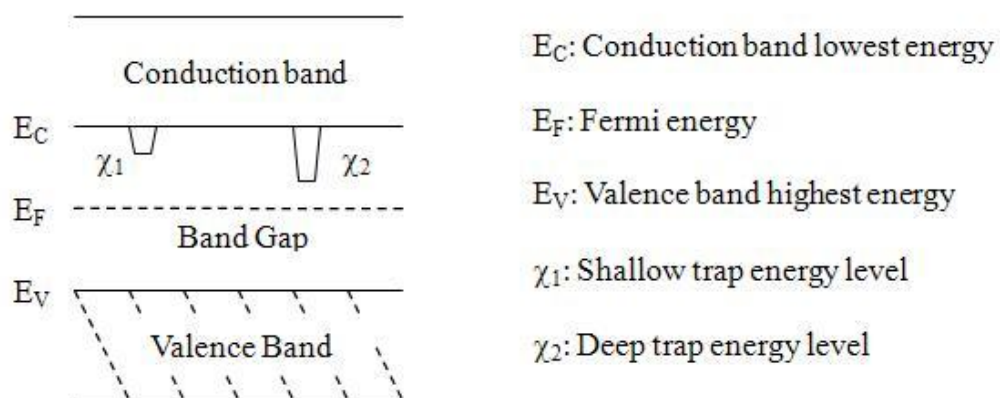 Conduction band
E_C
χ₁
χ₂
E_F
Band Gap
E_V
Valence Band
E_C: Conduction band lowest energy
E_F: Fermi energy
E_V: Valence band highest energy
χ₁: Shallow trap energy level
χ₂: Deep trap energy level